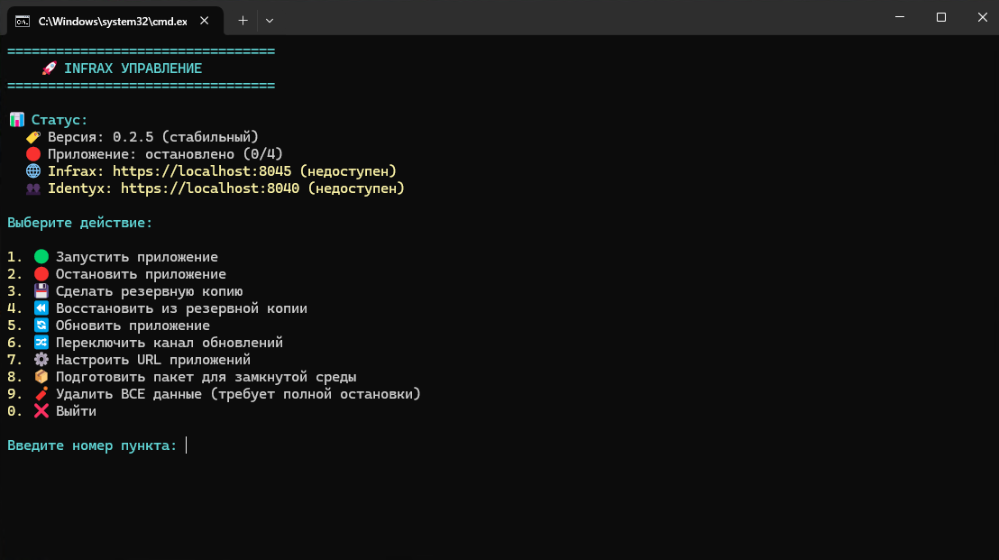 C:\Windows\system32\cmd.ex
=================================
🚀 INFRAX УПРАВЛЕНИЕ
=================================
📊 Статус:
🏷️ Версия: 0.2.5 (стабильный)
🔴 Приложение: остановлено (0/4)
🌐 Infrax: https://localhost:8045 (недоступен)
👥 Identyx: https://localhost:8040 (недоступен)
Выберите действие:
1. 🟢 Запустить приложение
2. 🔴 Остановить приложение
3. 💾 Сделать резервную копию
4. ⏪ Восстановить из резервной копии
5. 🔄 Обновить приложение
6. 🔀 Переключить канал обновлений
7. ⚙️ Настроить URL приложений
8. 📦 Подготовить пакет для замкнутой среды
9. 🧨 Удалить ВСЕ данные (требует полной остановки)
0. ❌ Выйти
Введите номер пункта: